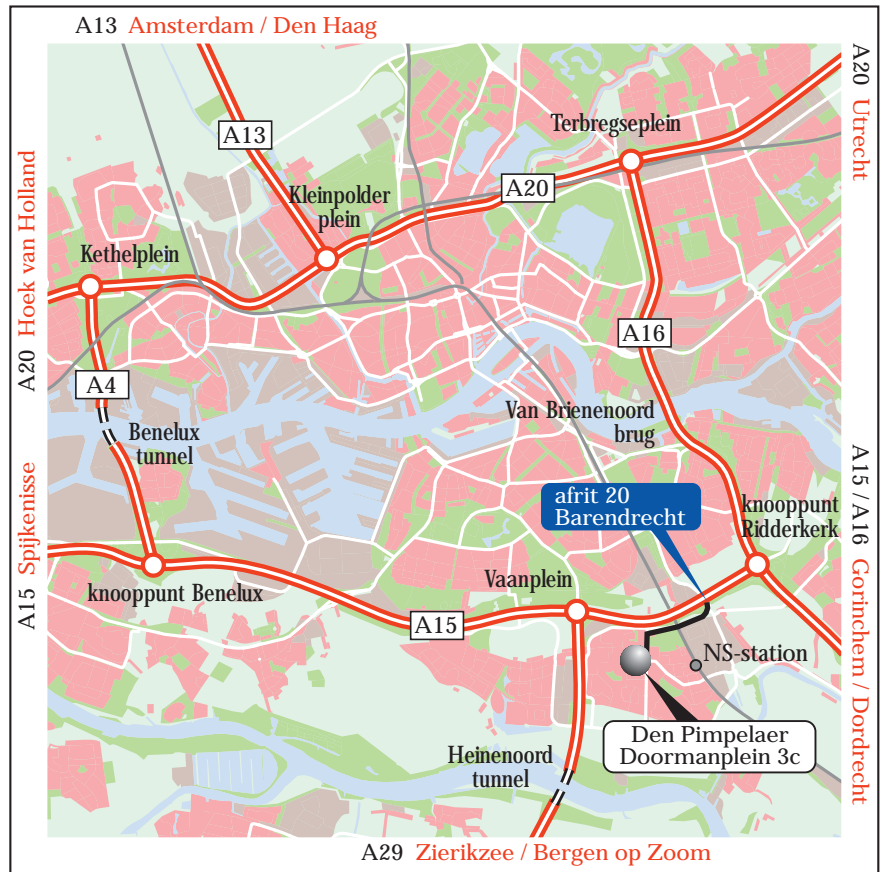 A13 Amsterdam / Den Haag
A20 Utrecht
Terbregseplein
A13
Kleinpolder
plein
A20
A20 Hoek van Holland
Kethelplein
A16
A4
Van Brienenoord
brug
Benelux
tunnel
A15 / A16 Gorinchem / Dordrecht
afrit 20
Barendrecht
knooppunt
Ridderkerk
A15 Spijkenisse
knooppunt Benelux
Vaanplein
A15
NS-station
Den Pimpelaer
Doormanplein 3c
Heinenoord
tunnel
A29 Zierikzee / Bergen op Zoom